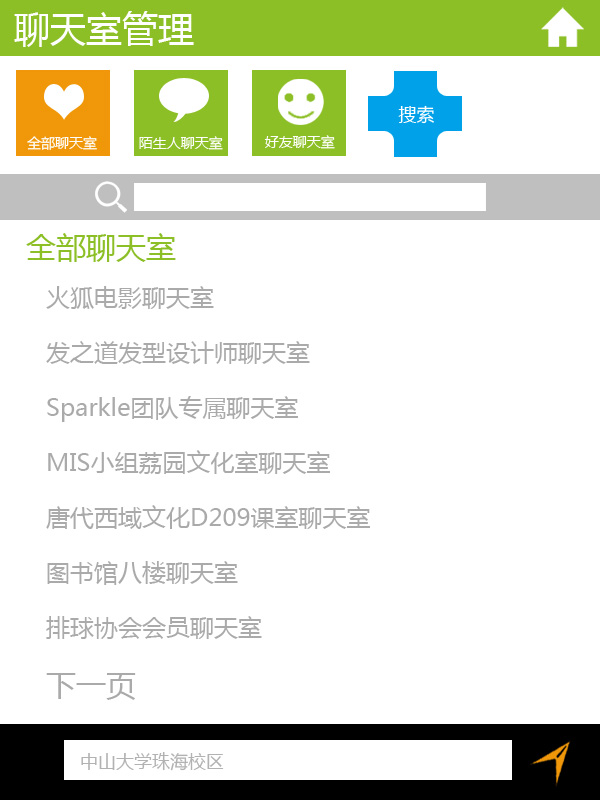 聊天室管理
全部聊天室
陌生人聊天室
好友聊天室
搜索
全部聊天室
火狐电影聊天室
发之道发型设计师聊天室
Sparkle团队专属聊天室
MIS小组荔园文化室聊天室
唐代西域文化D209课室聊天室
图书馆八楼聊天室
排球协会会员聊天室
下一页
中山大学珠海校区